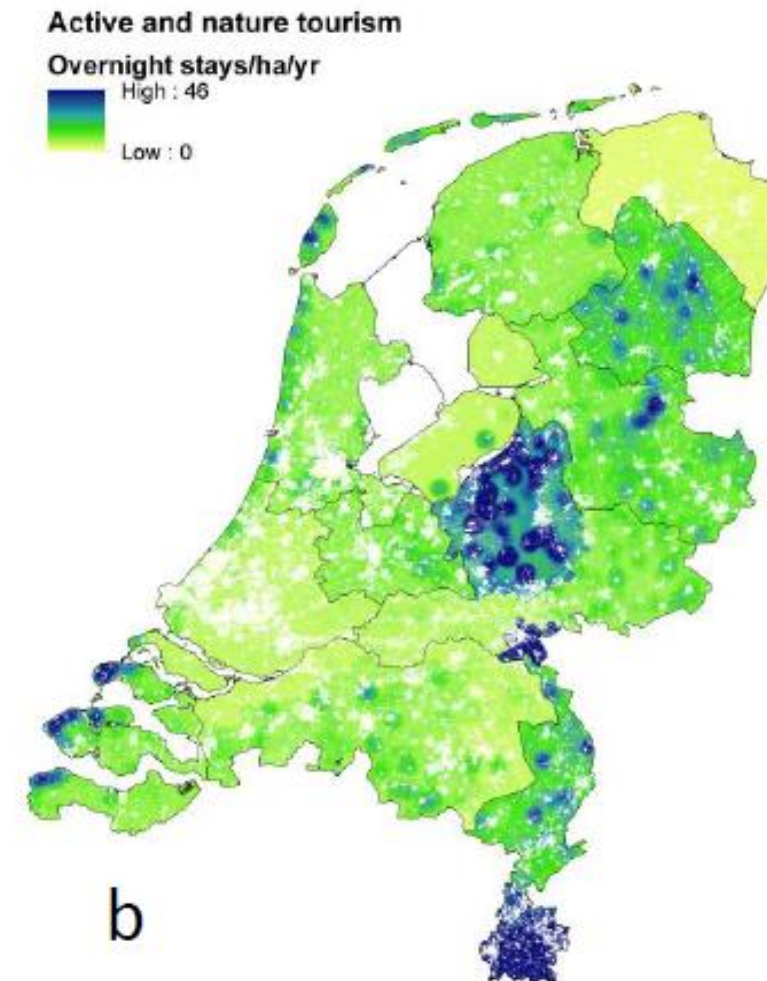 Active and nature tourism
Overnight stays/ha/yr
High : 46
Low : 0
b